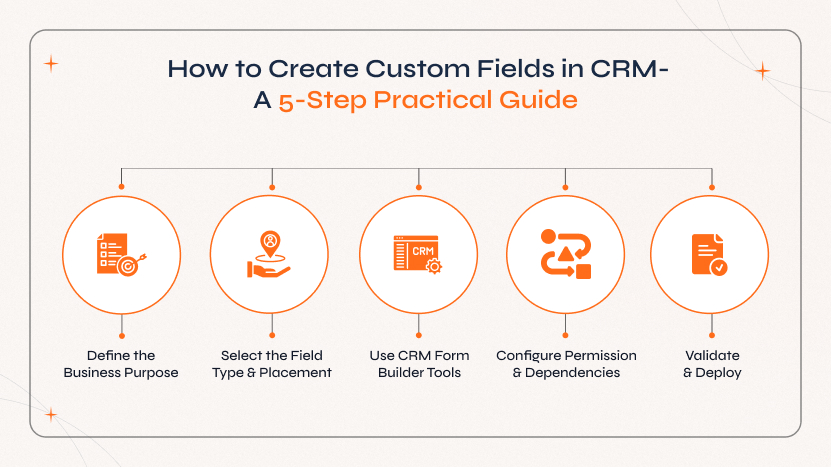 How to Create Custom Fields in CRM-
A 5-Step Practical Guide
CRM
Define the
Business Purpose
Select the Field
Type & Placement
Use CRM Form
Builder Tools
Configure Permission
& Dependencies
Validate
& Deploy